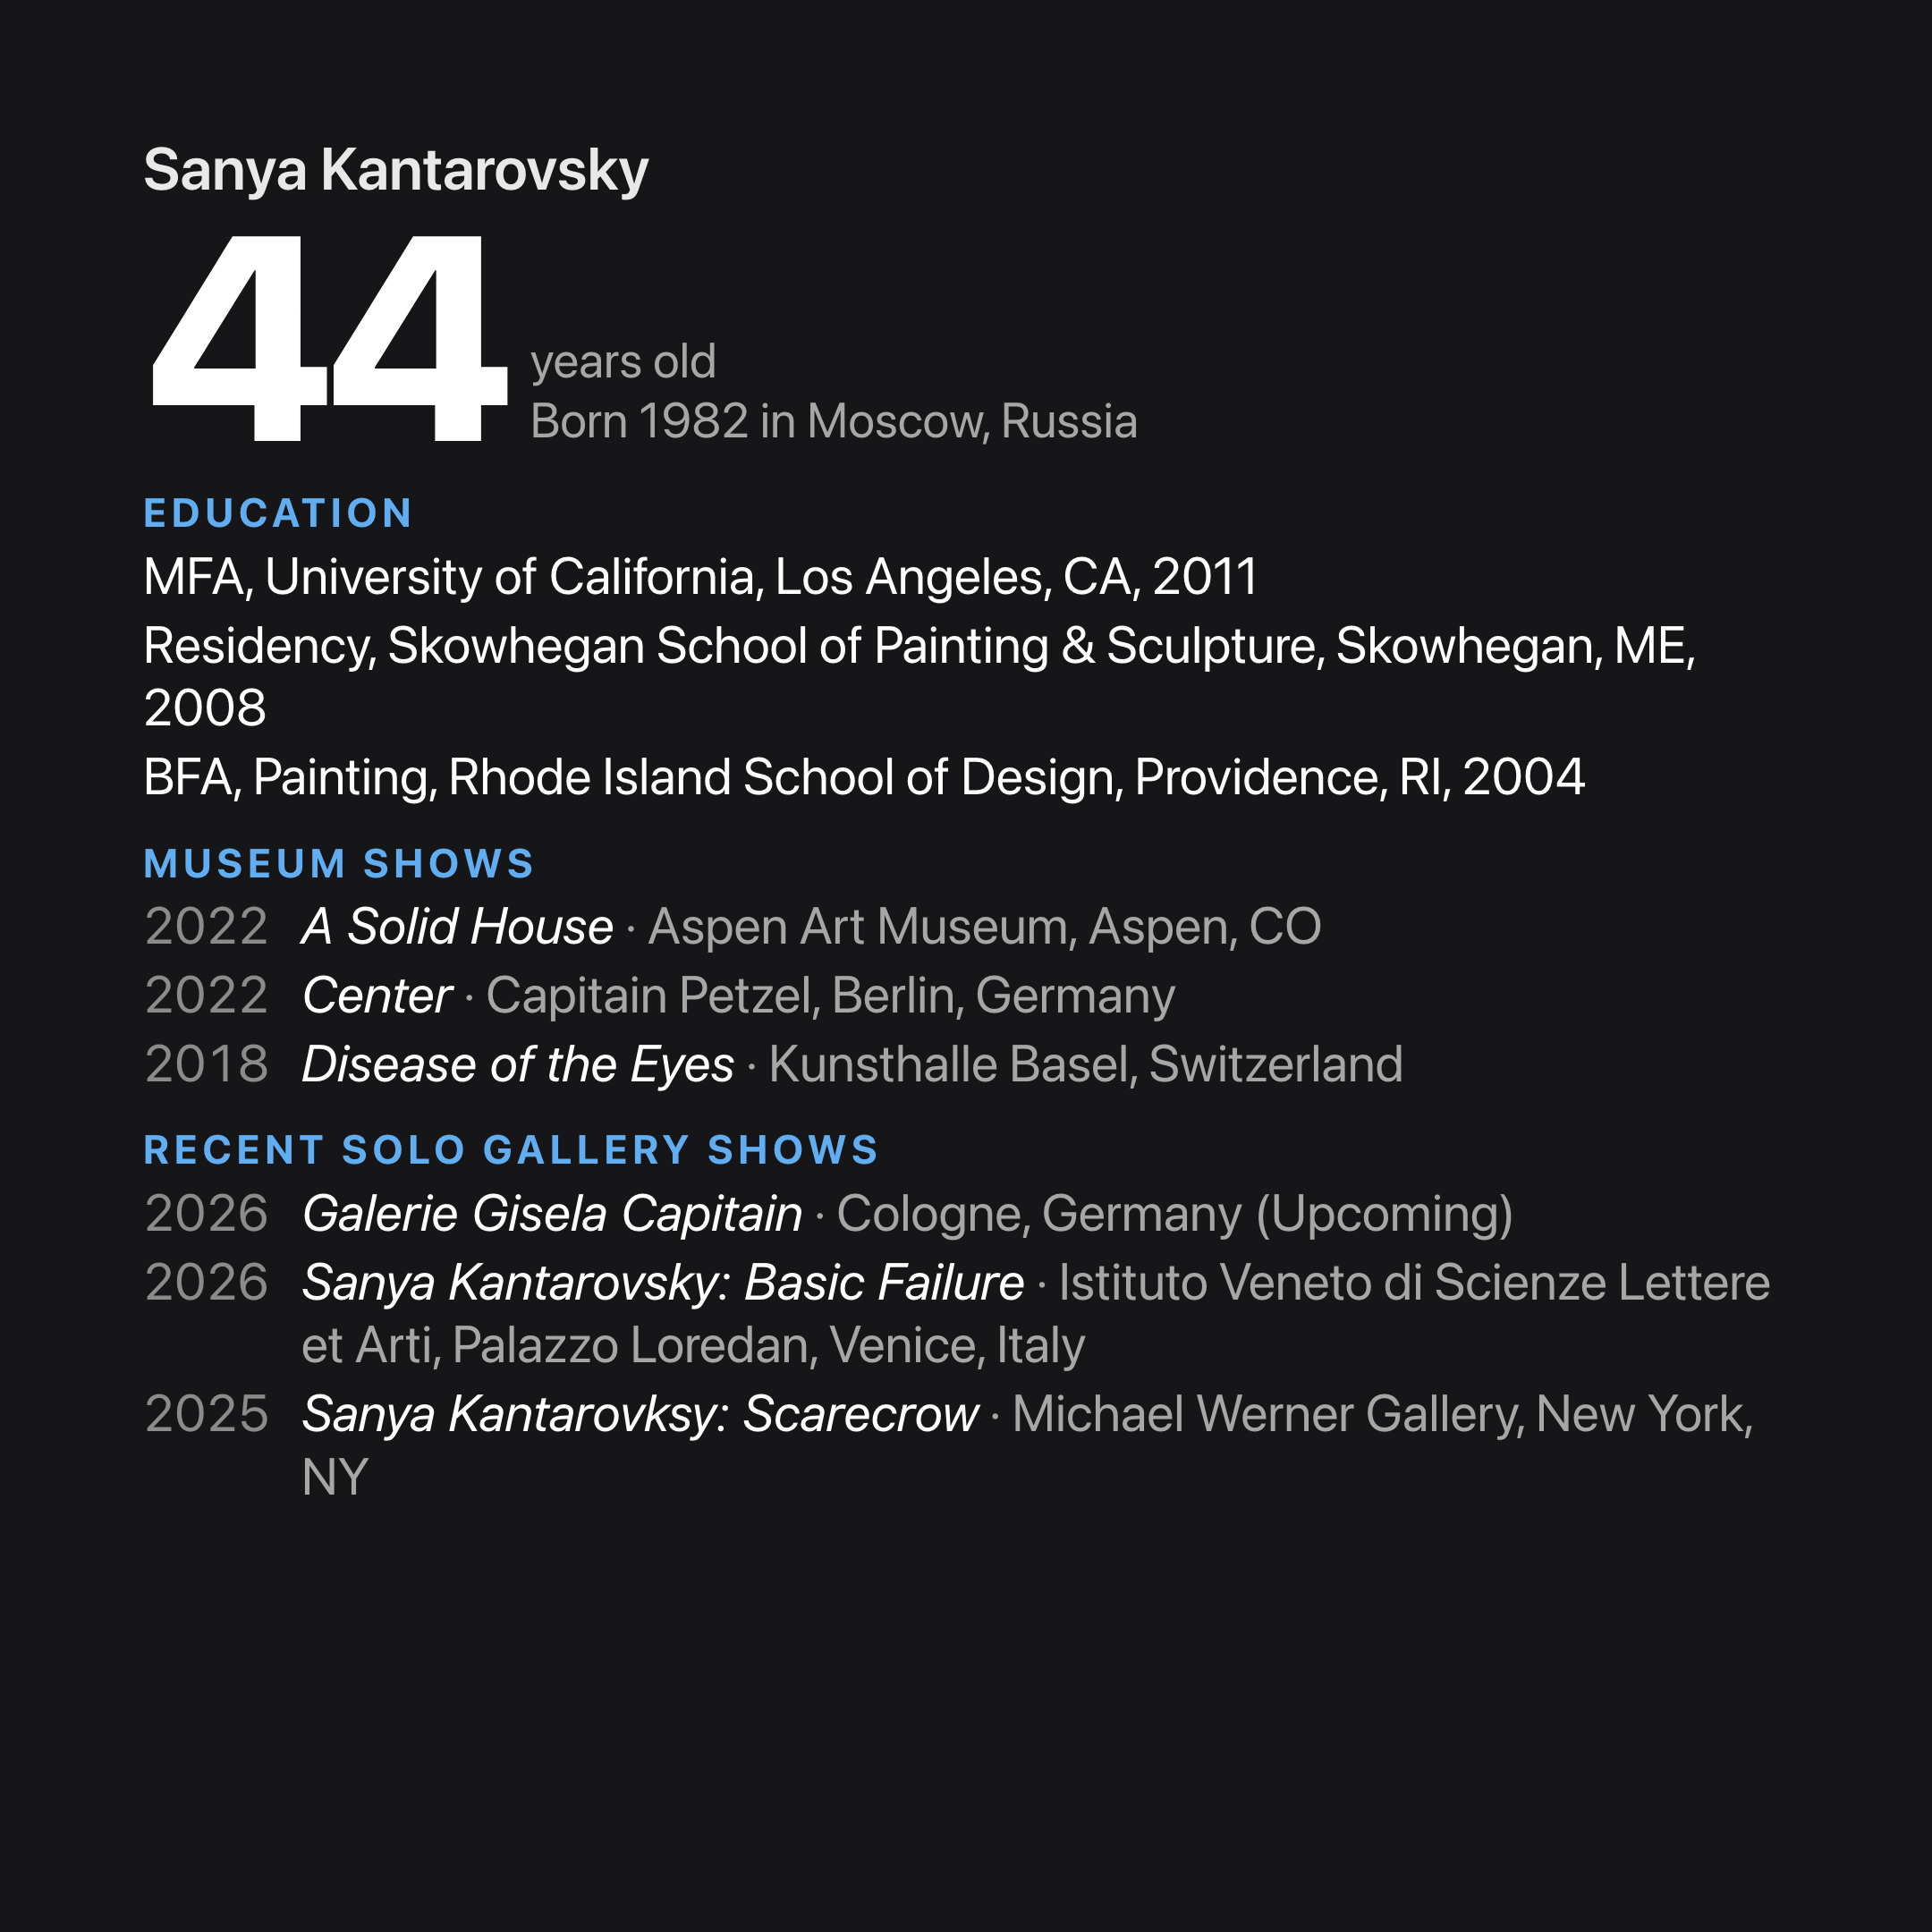 Sanya Kantarovsky
44
years old
Born 1982 in Moscow, Russia
EDUCATION
MFA, University of California, Los Angeles, CA, 2011
Residency, Skowhegan School of Painting & Sculpture, Skowhegan, ME,
2008
BFA, Painting, Rhode Island School of Design, Providence, RI, 2004
MUSEUM SHOWS
2022 A Solid House · Aspen Art Museum, Aspen, CO
2022 Center · Capitain Petzel, Berlin, Germany
2018 Disease of the Eyes · Kunsthalle Basel, Switzerland
RECENT SOLO GALLERY SHOWS
2026 Galerie Gisela Capitain · Cologne, Germany (Upcoming)
2026 Sanya Kantarovsky: Basic Failure · Istituto Veneto di Scienze Lettere
et Arti, Palazzo Loredan, Venice, Italy
2025 Sanya Kantarovksy: Scarecrow · Michael Werner Gallery, New York,
NY